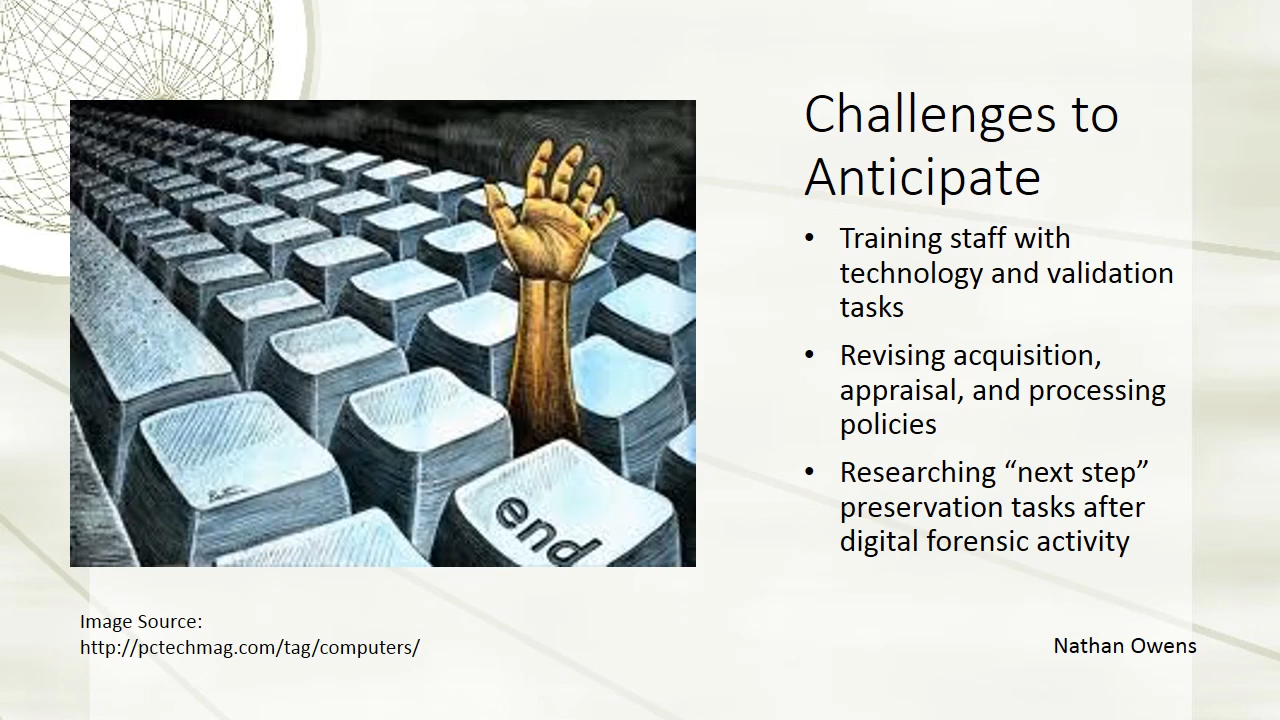 Challenges to
Anticipate
• Training staff with
technology and validation
tasks
• Revising acquisition,
appraisal, and processing
policies
• Researching “next step”
preservation tasks after
digital forensic activity
end
Image Source:
http://pctechmag.com/tag/computers/
Nathan Owens